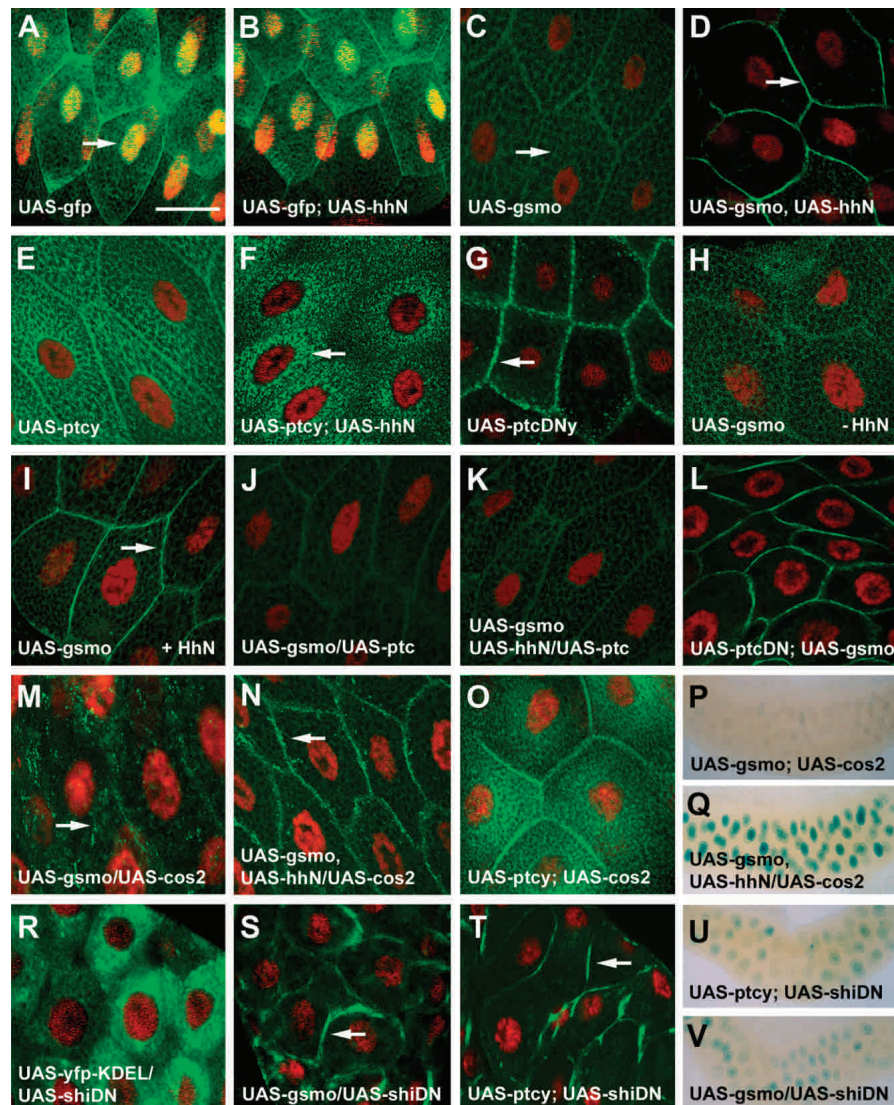 A
UAS-gfp
B
UAS-gfp; UAS-hhN
C
UAS-gsmo
D
UAS-gsmo, UAS-hhN
E
UAS-ptcy
F
UAS-ptcy; UAS-hhN
G
UAS-ptcDNy
H
UAS-gsmo -HhN
I
UAS-gsmo + HhN
J
UAS-gsmo/UAS-ptc
K
UAS-gsmo
UAS-hhN/UAS-ptc
L
UAS-ptcDN; UAS-gsmo
M
UAS-gsmo/UAS-cos2
N
UAS-gsmo,
UAS-hhN/UAS-cos2
O
UAS-ptcy; UAS-cos2
P
UAS-gsmo; UAS-cos2
Q
UAS-gsmo,
UAS-hhN/UAS-cos2
R
UAS-yfp-KDEL/
UAS-shiDN
S
UAS-gsmo/UAS-shiDN
T
UAS-ptcy; UAS-shiDN
U
UAS-ptcy; UAS-shiDN
V
UAS-gsmo/UAS-shiDN